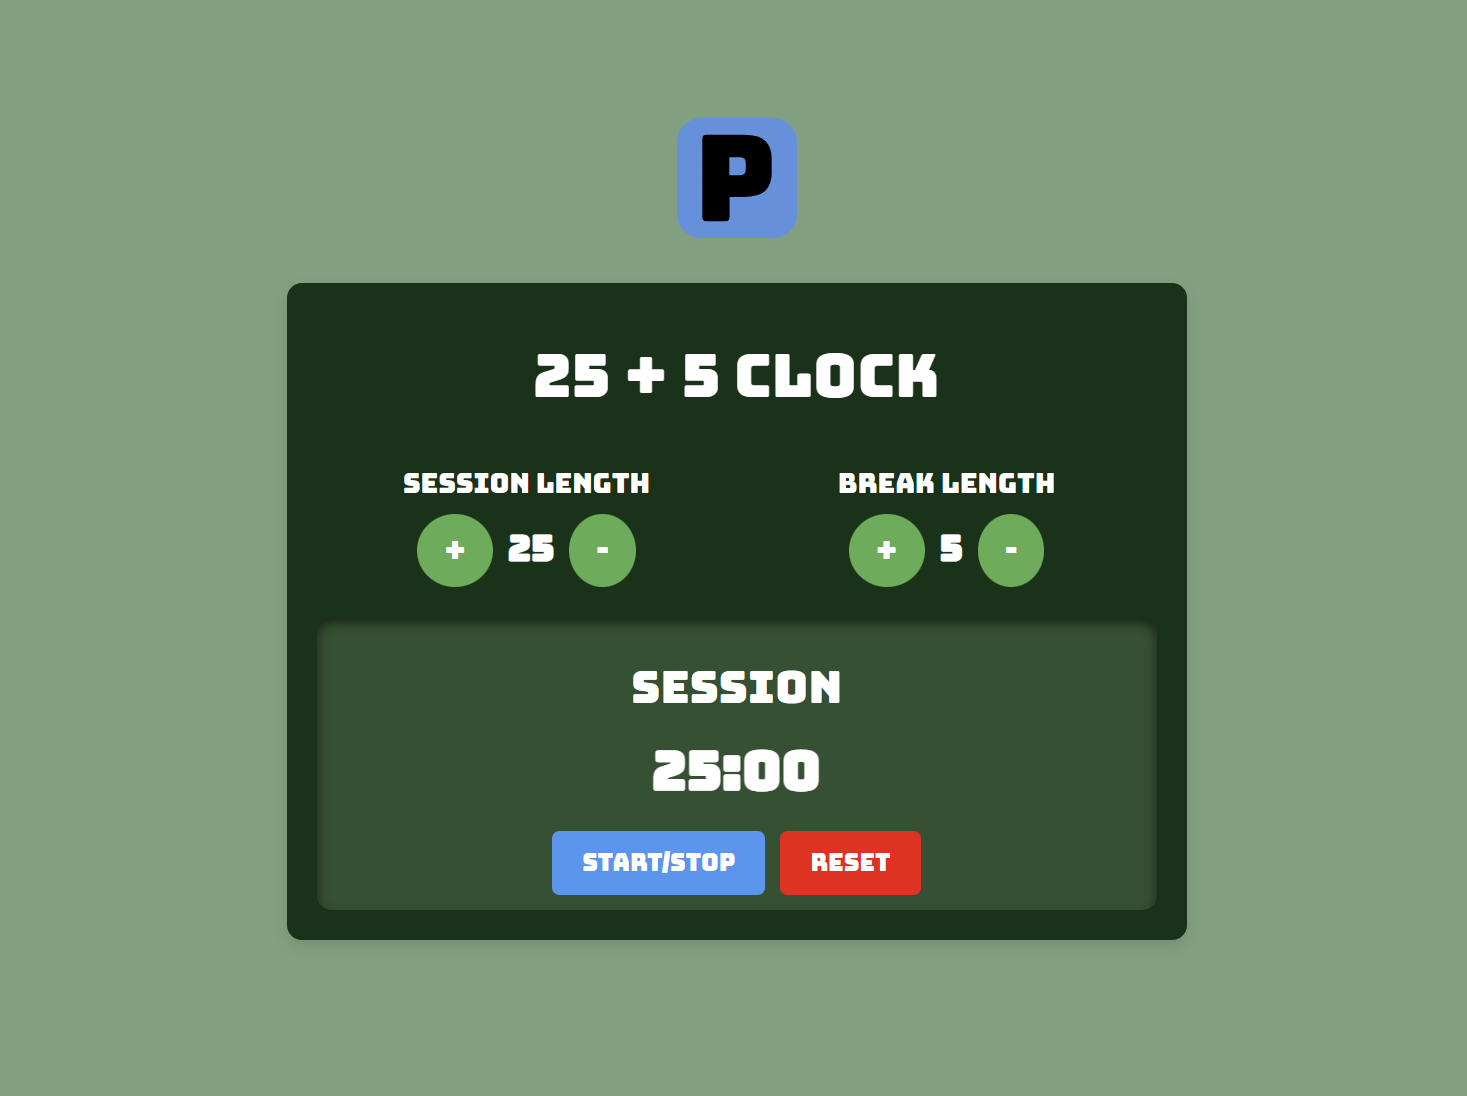 P
25 + 5 CLOCK
SESSION LENGTH
+ 25 -
BREAK LENGTH
+ 5 -
SESSION
25:00
START/STOP
RESET